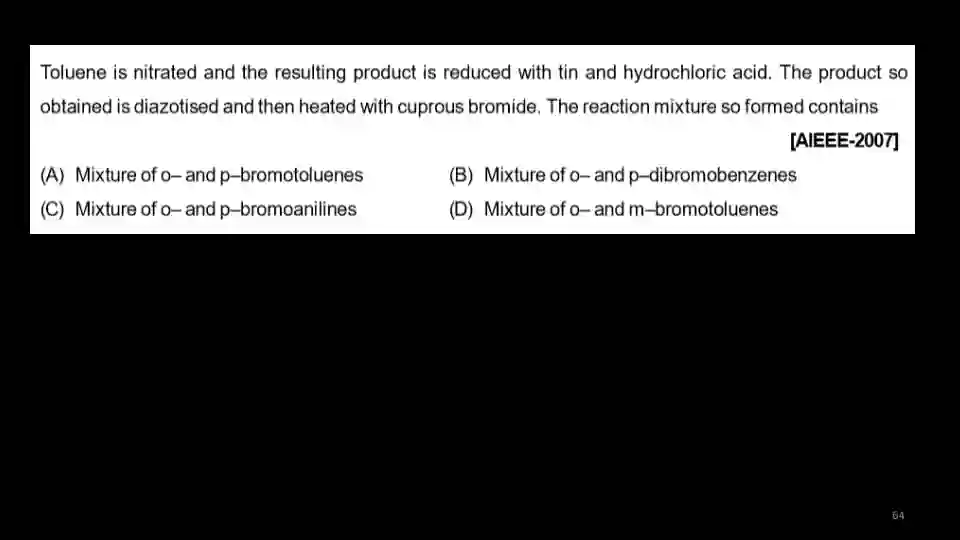 Toluene is nitrated and the resulting product is reduced with tin and hydrochloric acid. The product so
obtained is diazotised and then heated with cuprous bromide. The reaction mixture so formed contains
[AIEEE-2007]
(A) Mixture of o– and p–bromotoluenes (B) Mixture of o– and p–dibromobenzenes
(C) Mixture of o– and p–bromoanilines (D) Mixture of o– and m–bromotoluenes
64